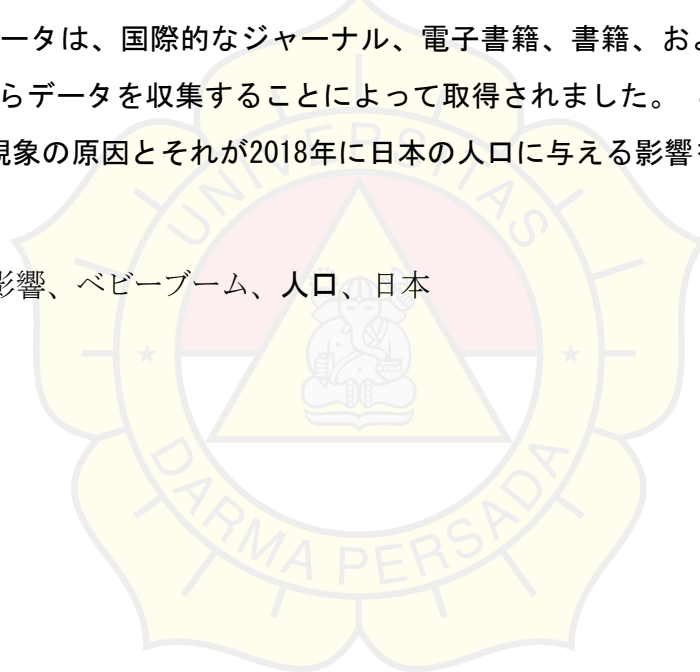 ータは、国際的なジャーナル、電子書籍、書籍、およ
らデータを収集することによって取得されました。
現象の原因とそれが2018年に日本の人口に与える影響
影響、ベビーブーム、人口、日本
UNIVERSITAS
DARMA PERSADA